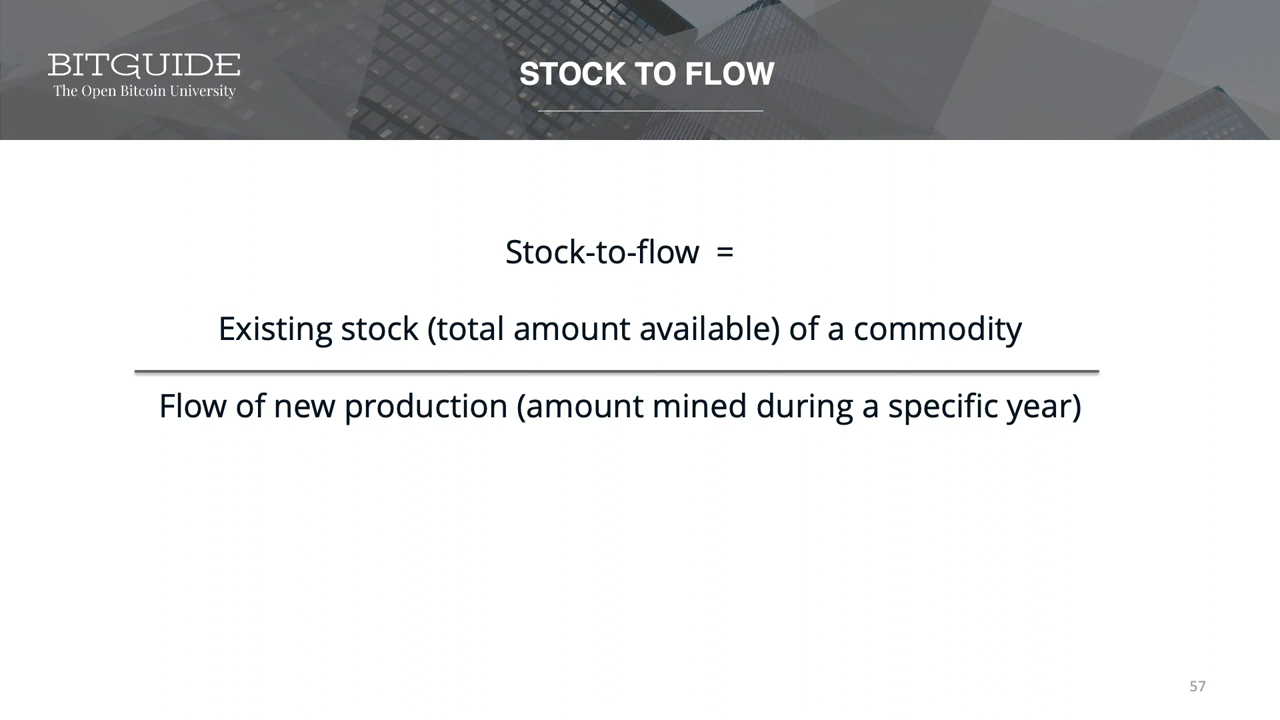 BITGUIDE
The Open Bitcoin University
STOCK TO FLOW
Stock-to-flow =
Existing stock (total amount available) of a commodity
Flow of new production (amount mined during a specific year)
57